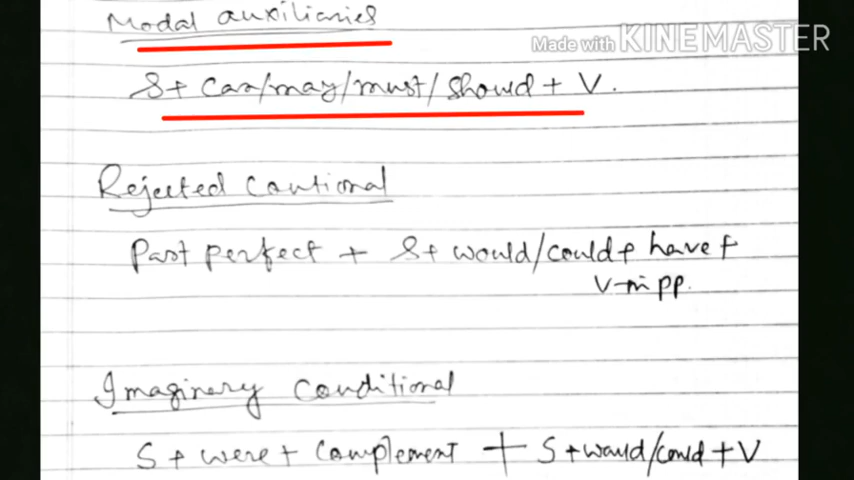 Modal auxiliaries
Made with KINEMASTER
S+ can/may/must/should + V.
Rejected contional
Past perfect + S+ would/could+ have +
V-in pp.
Imaginery conditional
S + were + complement + S+would/could + V